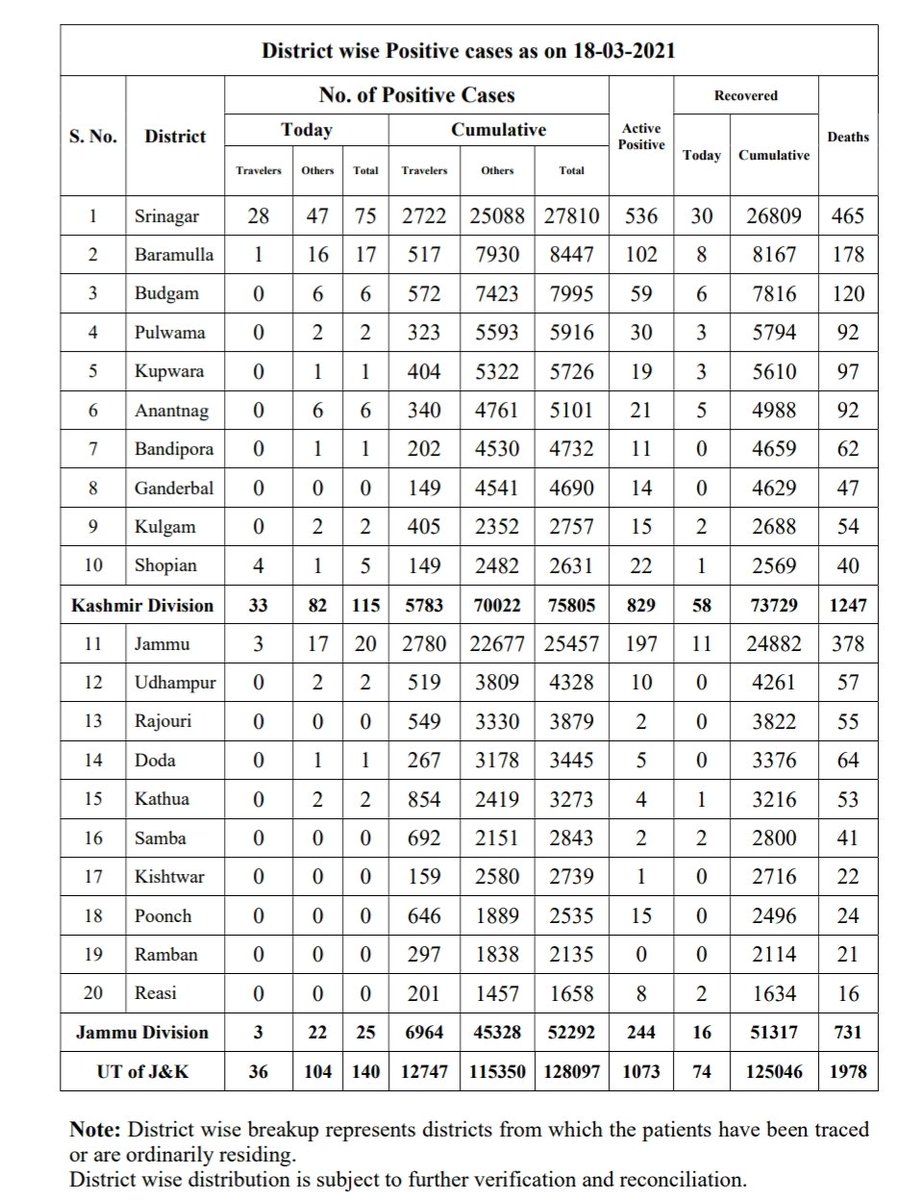 District wise Positive cases as on 18-03-2021
S. No. District No. of Positive Cases Active Positive Recovered Deaths
Today Cumulative Today Cumulative
Travelers Others Total Travelers Others Total
1 Srinagar 28 47 75 2722 25088 27810 536 30 26809 465
2 Baramulla 1 16 17 517 7930 8447 102 8 8167 178
3 Budgam 0 6 6 572 7423 7995 59 6 7816 120
4 Pulwama 0 2 2 323 5593 5916 30 3 5794 92
5 Kupwara 0 1 1 404 5322 5726 19 3 5610 97
6 Anantnag 0 6 6 340 4761 5101 21 5 4988 92
7 Bandipora 0 1 1 202 4530 4732 11 0 4659 62
8 Ganderbal 0 0 0 149 4541 4690 14 0 4629 47
9 Kulgam 0 2 2 405 2352 2757 15 2 2688 54
10 Shopian 4 1 5 149 2482 2631 22 1 2569 40
Kashmir Division 33 82 115 5783 70022 75805 829 58 73729 1247
11 Jammu 3 17 20 2780 22677 25457 197 11 24882 378
12 Udhampur 0 2 2 519 3809 4328 10 0 4261 57
13 Rajouri 0 0 0 549 3330 3879 2 0 3822 55
14 Doda 0 1 1 267 3178 3445 5 0 3376 64
15 Kathua 0 2 2 854 2419 3273 4 1 3216 53
16 Samba 0 0 0 692 2151 2843 2 2 2800 41
17 Kishtwar 0 0 0 159 2580 2739 1 0 2716 22
18 Poonch 0 0 0 646 1889 2535 15 0 2496 24
19 Ramban 0 0 0 297 1838 2135 0 0 2114 21
20 Reasi 0 0 0 201 1457 1658 8 2 1634 16
Jammu Division 3 22 25 6964 45328 52292 244 16 51317 731
UT of J&K 36 104 140 12747 115350 128097 1073 74 125046 1978
Note: District wise breakup represents districts from which the patients have been traced
or are ordinarily residing.
District wise distribution is subject to further verification and reconciliation.